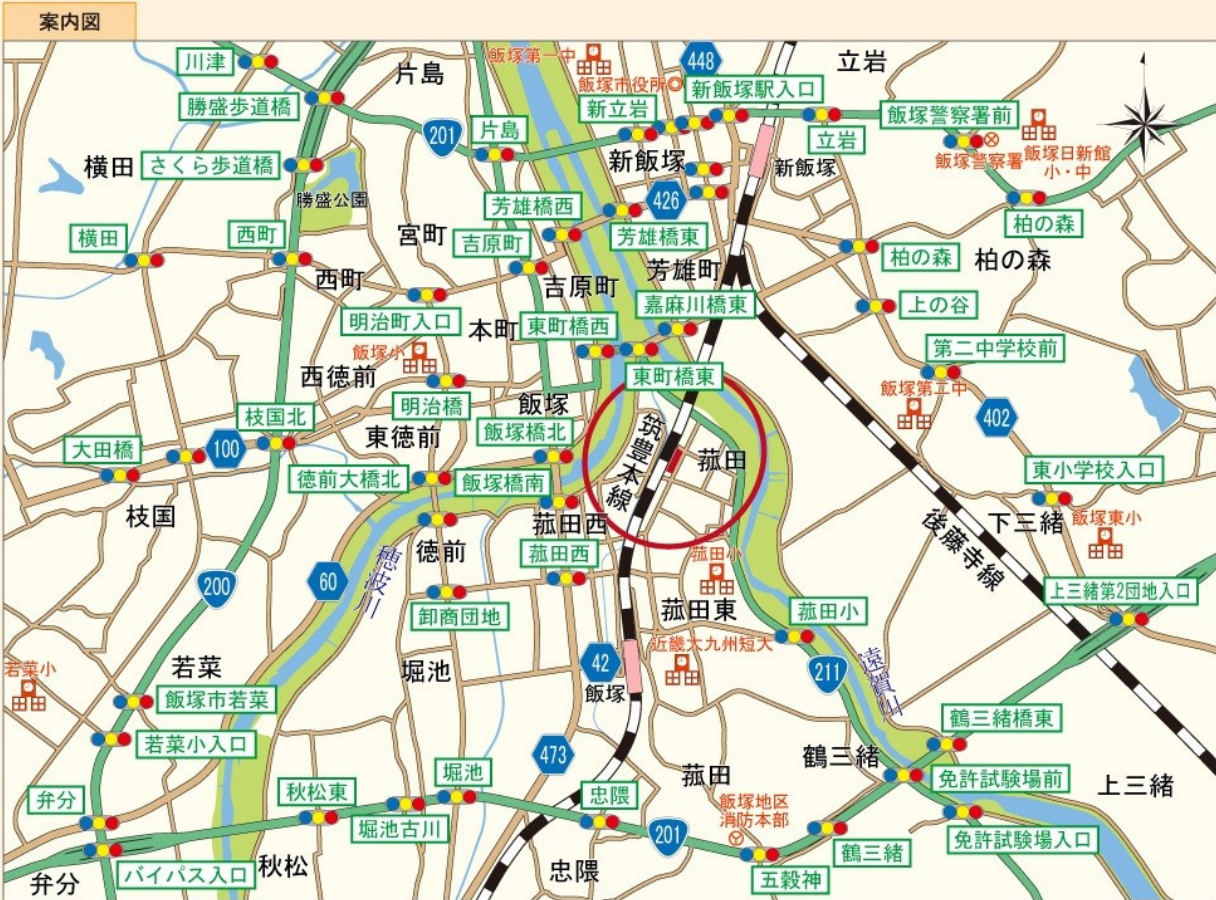 案内図
川津
勝盛歩道橋
さくら歩道橋
横田
横田
西町
勝盛公園
片島
201
片島
飯塚第一中
飯塚市役所
448
新飯塚駅入口
立岩
新立岩
立岩
飯塚警察署前
飯塚警察署
飯塚日新館
小・中
新飯塚
新飯塚
426
芳雄橋西
芳雄橋東
吉原町
宮町
柏の森
柏の森
柏の森
西町
吉原町
芳雄町
嘉麻川橋東
上の谷
明治町入口
本町
東町橋西
第二中学校前
飯塚小
東町橋東
飯塚第二中
西徳前
明治橋
飯塚
402
枝国北
東徳前
飯塚橋北
筑豊本線
菰田
大田橋
100
徳前大橋北
飯塚橋南
東小学校入口
枝国
菰田西
下三緒
飯塚東小
後藤寺線
徳前
菰田西
菰田小
穂波川
200
60
卸商団地
菰田東
菰田小
上三緒第2団地入口
若菜小
若菜
堀池
42
近畿大九州短大
211
遠賀川
飯塚市若菜
飯塚
鶴三緒橋東
若菜小入口
473
鶴三緒
菰田
免許試験場前
上三緒
弁分
秋松東
堀池
忠隈
飯塚地区
消防本部
堀池古川
201
鶴三緒
免許試験場入口
バイパス入口
秋松
弁分
忠隈
五穀神